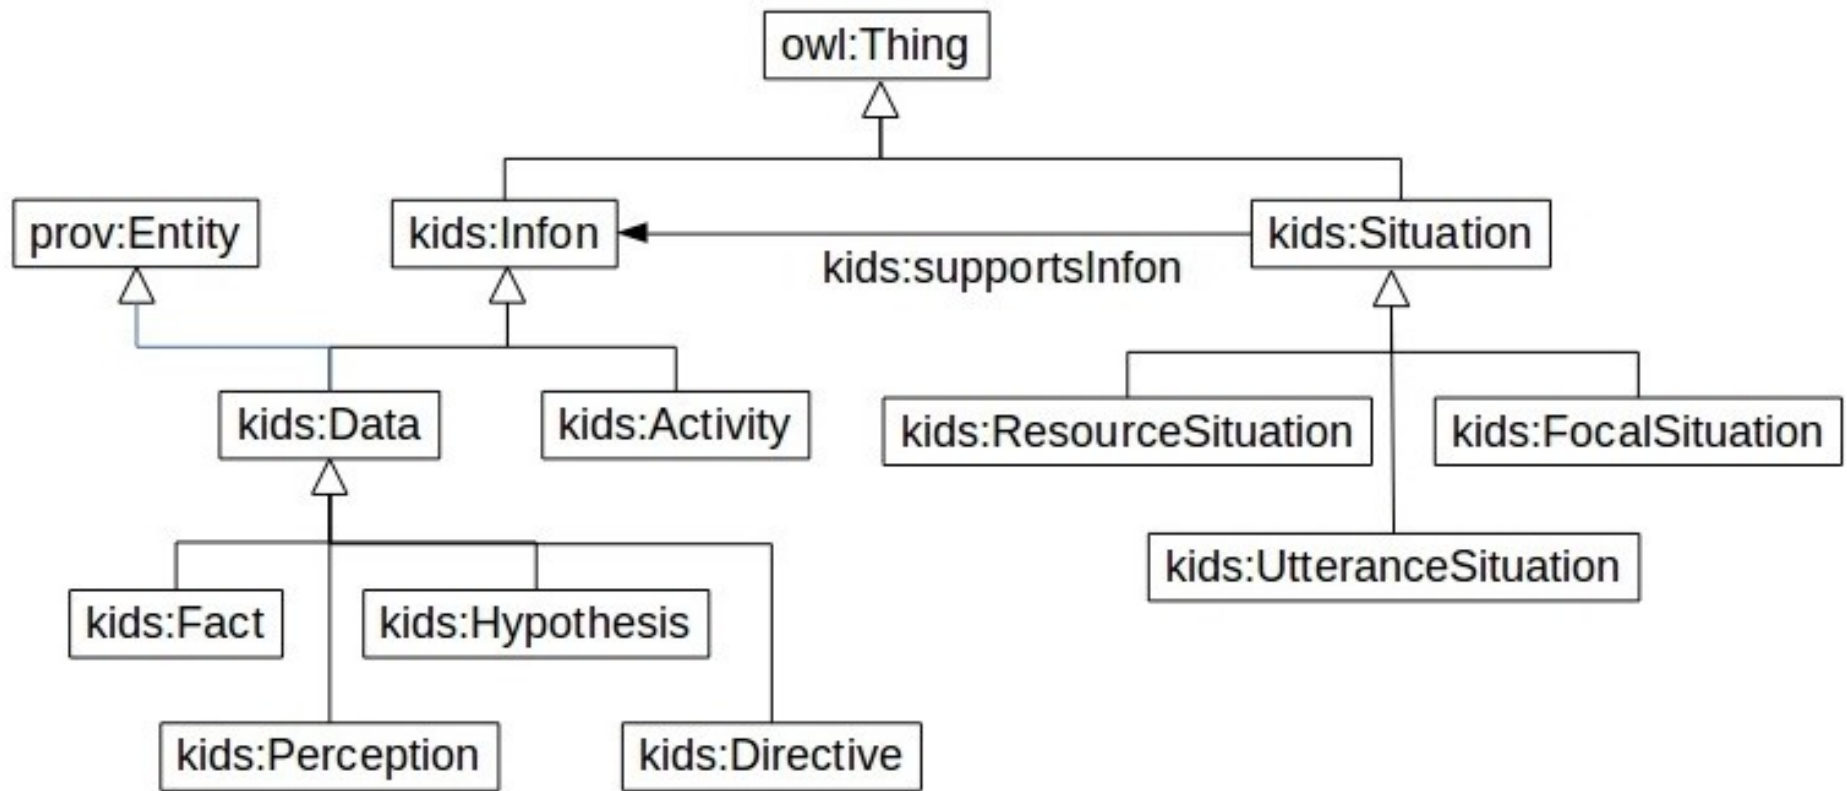 owl:Thing
prov:Entity
kids:Infon
kids:Situation
kids:supportsInfon
kids:Data
kids:Activity
kids:ResourceSituation
kids:FocalSituation
kids:UtteranceSituation
kids:Fact
kids:Hypothesis
kids:Perception
kids:Directive